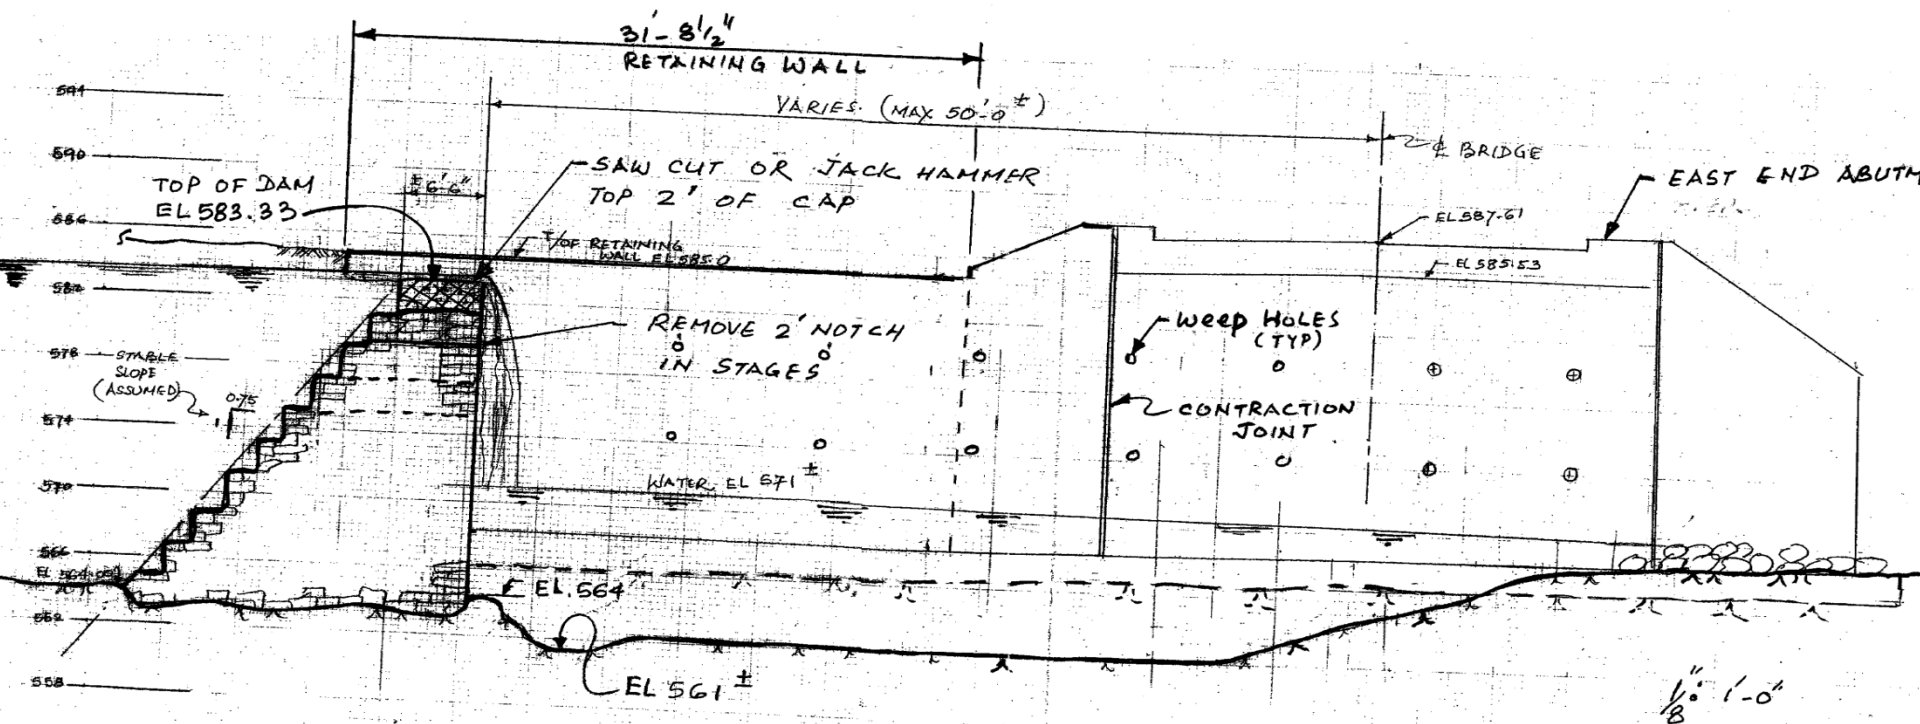 31'-8½"
RETAINING WALL
VARIES (MAX 50'-0"±)
℄ BRIDGE
594
590
586
578
574
570
566
558
TOP OF DAM
EL 583.33
±6'6"
SAW CUT OR JACK HAMMER
TOP 2' OF CAP
EAST END ABUTM
EL 587.61
T/OF RETAINING
WALL EL 585.0
EL 585.53
REMOVE 2' NOTCH
IN STAGES
WEEP HOLES
(TYP)
STABLE
SLOPE
(ASSUMED)
0.75
1
CONTRACTION
JOINT
WATER EL 571±
EL. 564
EL 561±
⅛" : 1'-0"